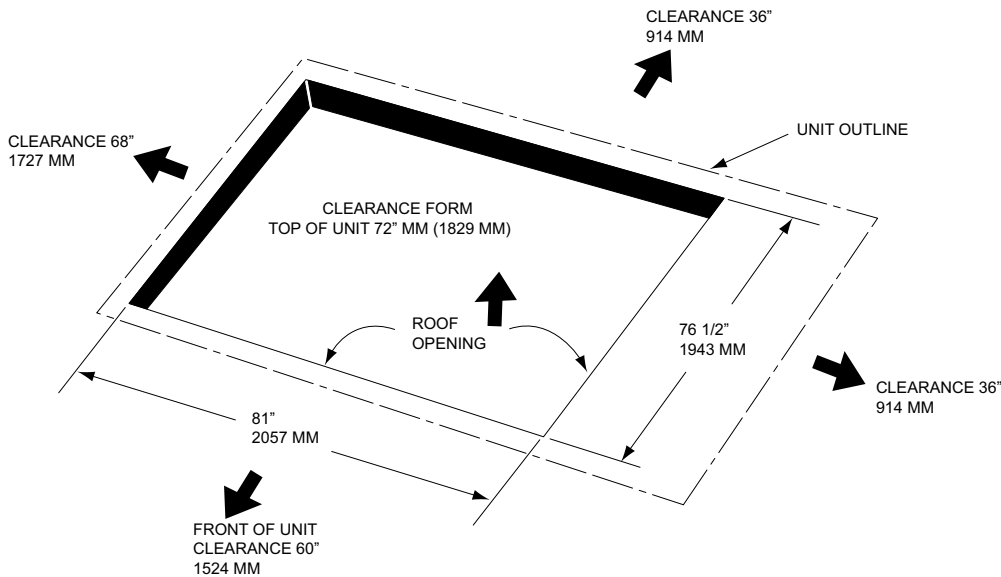 CLEARANCE 36”
914 MM
UNIT OUTLINE
CLEARANCE 68”
1727 MM
CLEARANCE FORM
TOP OF UNIT 72” MM (1829 MM)
ROOF
OPENING
76 1/2”
1943 MM
CLEARANCE 36”
914 MM
81”
2057 MM
FRONT OF UNIT
CLEARANCE 60”
1524 MM